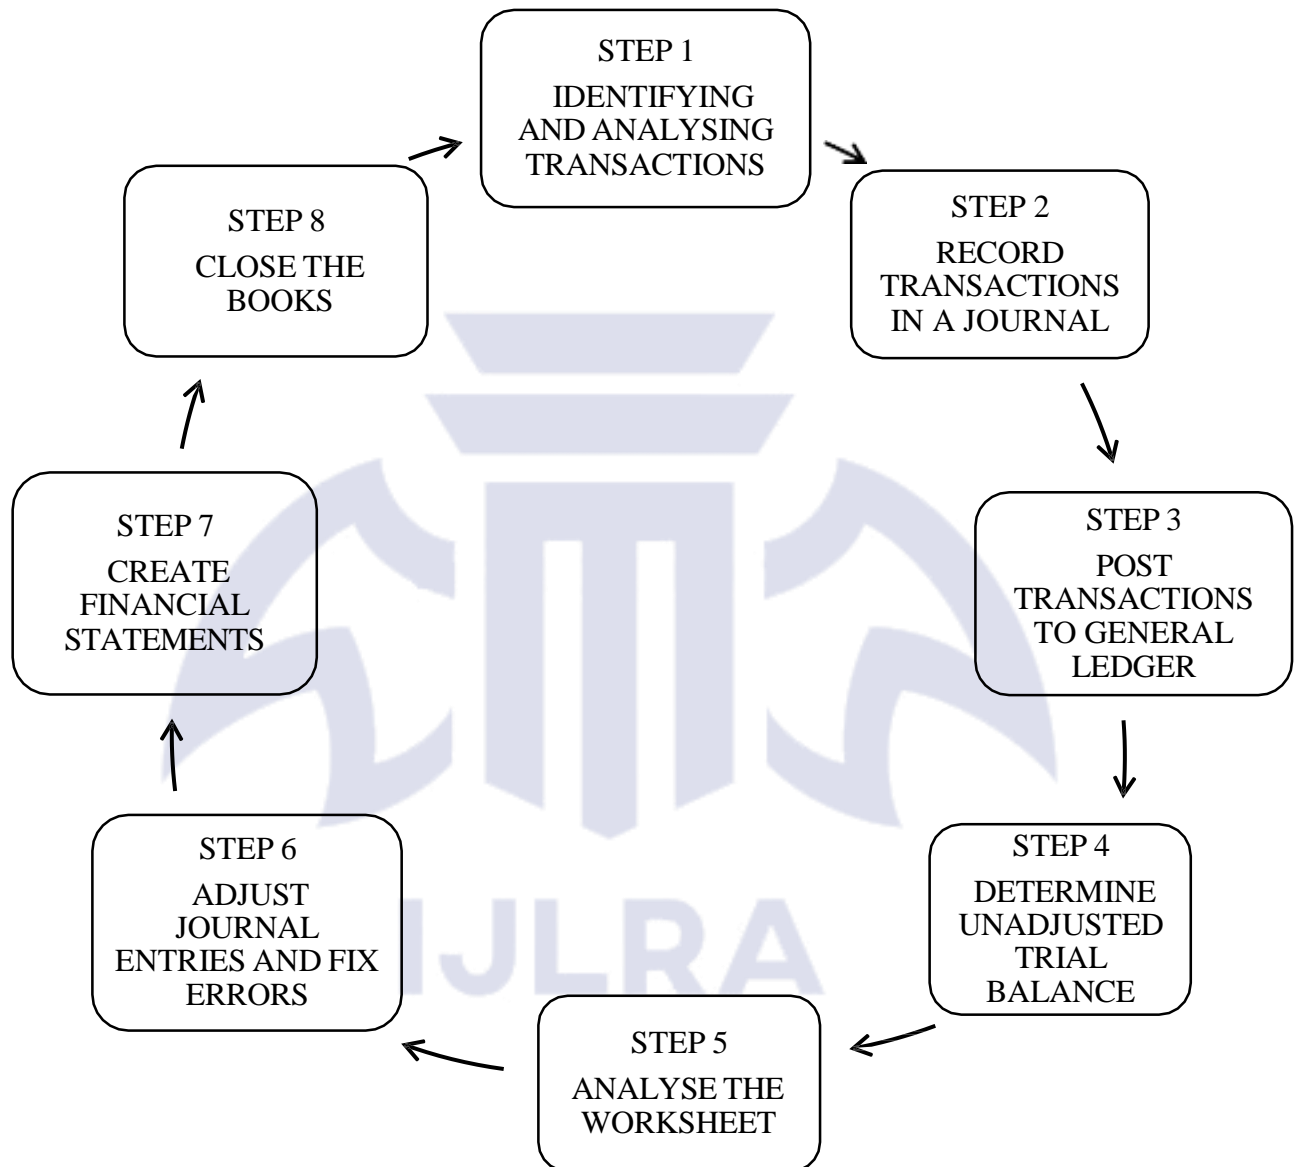 STEP 1
IDENTIFYING
AND ANALYSING
TRANSACTIONS
STEP 2
RECORD
TRANSACTIONS
IN A JOURNAL
STEP 3
POST
TRANSACTIONS
TO GENERAL
LEDGER
STEP 4
DETERMINE
UNADJUSTED
TRIAL
BALANCE
STEP 5
ANALYSE THE
WORKSHEET
STEP 6
ADJUST
JOURNAL
ENTRIES AND FIX
ERRORS
STEP 7
CREATE
FINANCIAL
STATEMENTS
STEP 8
CLOSE THE
BOOKS
IJLRA